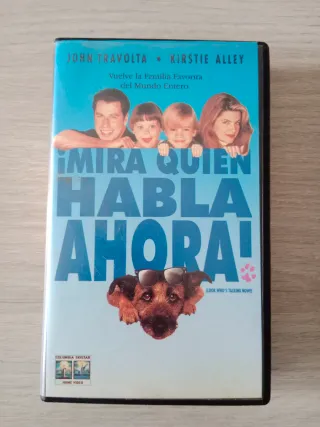 JOHN TRAVOLTA • KIRSTIE ALLEY
Vuelve la Familia Favorita
del Mundo Entero
¡MIRA QUIEN
HABLA
AHORA!
(LOOK WHO'S TALKING NOW)
COLUMBIA TRISTAR
HOME VIDEO